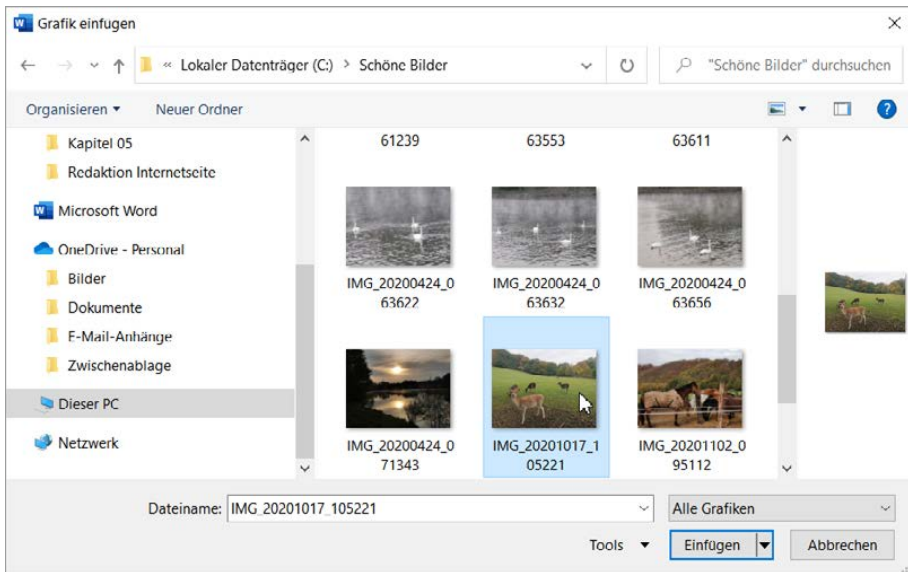 Grafik einfugen
« Lokaler Datenträger (C:) > Schöne Bilder
"Schöne Bilder" durchsuchen
Organisieren
Neuer Ordner
Kapitel 05
Redaktion Internetseite
Microsoft Word
OneDrive - Personal
Bilder
Dokumente
E-Mail-Anhänge
Zwischenablage
Dieser PC
Netzwerk
61239
63553
63611
IMG_20200424_0
63622
IMG_20200424_0
63632
IMG_20200424_0
63656
IMG_20200424_0
71343
IMG_20201017_1
05221
IMG_20201102_0
95112
Dateiname: IMG_20201017_105221
Alle Grafiken
Tools
Einfügen
Abbrechen